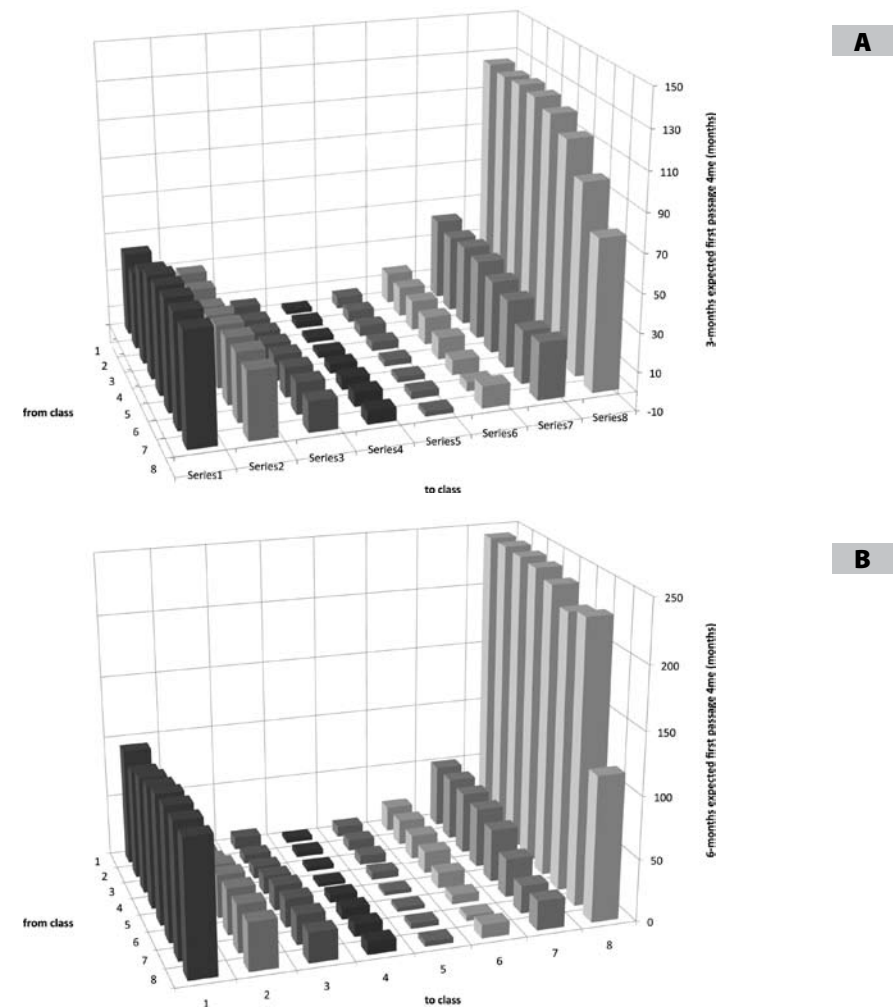 A
150
130
110
90
70
50
30
10
-10
3-months expected first passage 4me (months)
1
2
3
4
5
6
7
8
from class
Series1
Series2
Series3
Series4
Series5
Series6
Series7
Series8
to class
B
250
200
150
100
50
0
6-months expected first passage 4me (months)
1
2
3
4
5
6
7
8
from class
1
2
3
4
5
6
7
8
to class